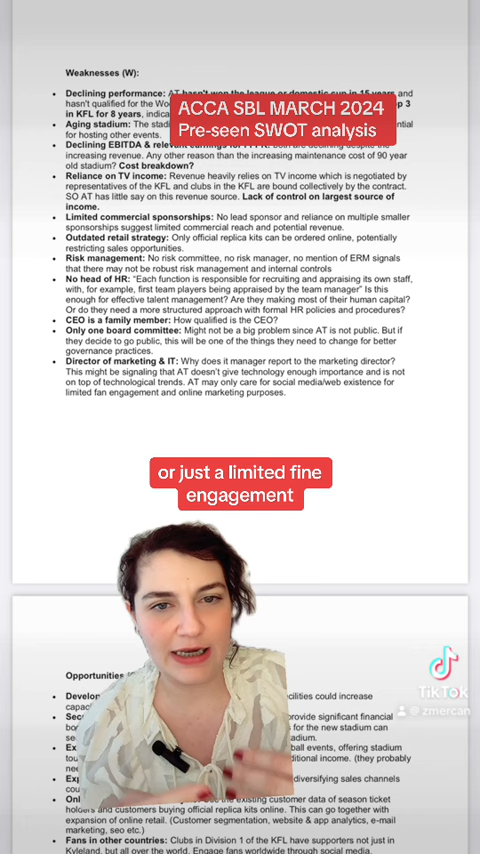 Weaknesses (W):
• Declining performance: AT hasn't won the league or domestic cup in 15 years and
hasn't qualified for the
3
in KFL for 8 years,
• Aging stadium: The
for hosting other events.
• Declining EBITDA &
increasing revenue. Any other reason than the increasing maintenance cost of 90 year
old stadium? Cost breakdown?
• Reliance on TV income: Revenue heavily relies on TV income which is negotiated by
representatives of the KFL and clubs in the KFL are bound collectively by the contract.
SO AT has little say on this revenue source. Lack of control on largest source of
income.
• Limited commercial sponsorships: No lead sponsor and reliance on multiple smaller
sponsorships suggest limited commercial reach and potential revenue.
• Outdated retail strategy: Only official replica kits can be ordered online, potentially
restricting sales opportunities.
• Risk management: No risk committee, no risk manager, no mention of ERM signals
that there may not be robust risk management and internal controls
• No head of HR: “Each function is responsible for recruiting and appraising its own staff,
with, for example, first team players being appraised by the team manager” Is this
enough for effective talent management? Are they making most of their human capital?
Or do they need a more structured approach with formal HR policies and procedures?
• CEO is a family member: How qualified is the CEO?
• Only one board committee: Might not be a big problem since AT is not public. But if
they decide to go public, this will be one of the things they need to change for better
governance practices.
• Director of marketing & IT: Why does it manager report to the marketing director?
This might be signaling that AT doesn't give technology enough importance and is not
on top of technological trends. AT may only care for social media/web existence for
limited fan engagement and online marketing purposes.
ACCA SBL MARCH 2024
Pre-seen SWOT analysis
or just a limited fine
engagement
Opportunities
• could increase
provide significant financial
for the new stadium can
events, offering stadium
income. (they probably
diversifying sales channels
existing customer data of season ticket
holders and customers buying official replica kits online. This can go together with
expansion of online retail. (Customer segmentation, website & app analytics, e-mail
marketing, seo etc.)
• Fans in other countries: Clubs in Division 1 of the KFL have supporters not just in
Kyleland, but all over the world. Engage fans worldwide through social media.
TikTok
@ zmercan